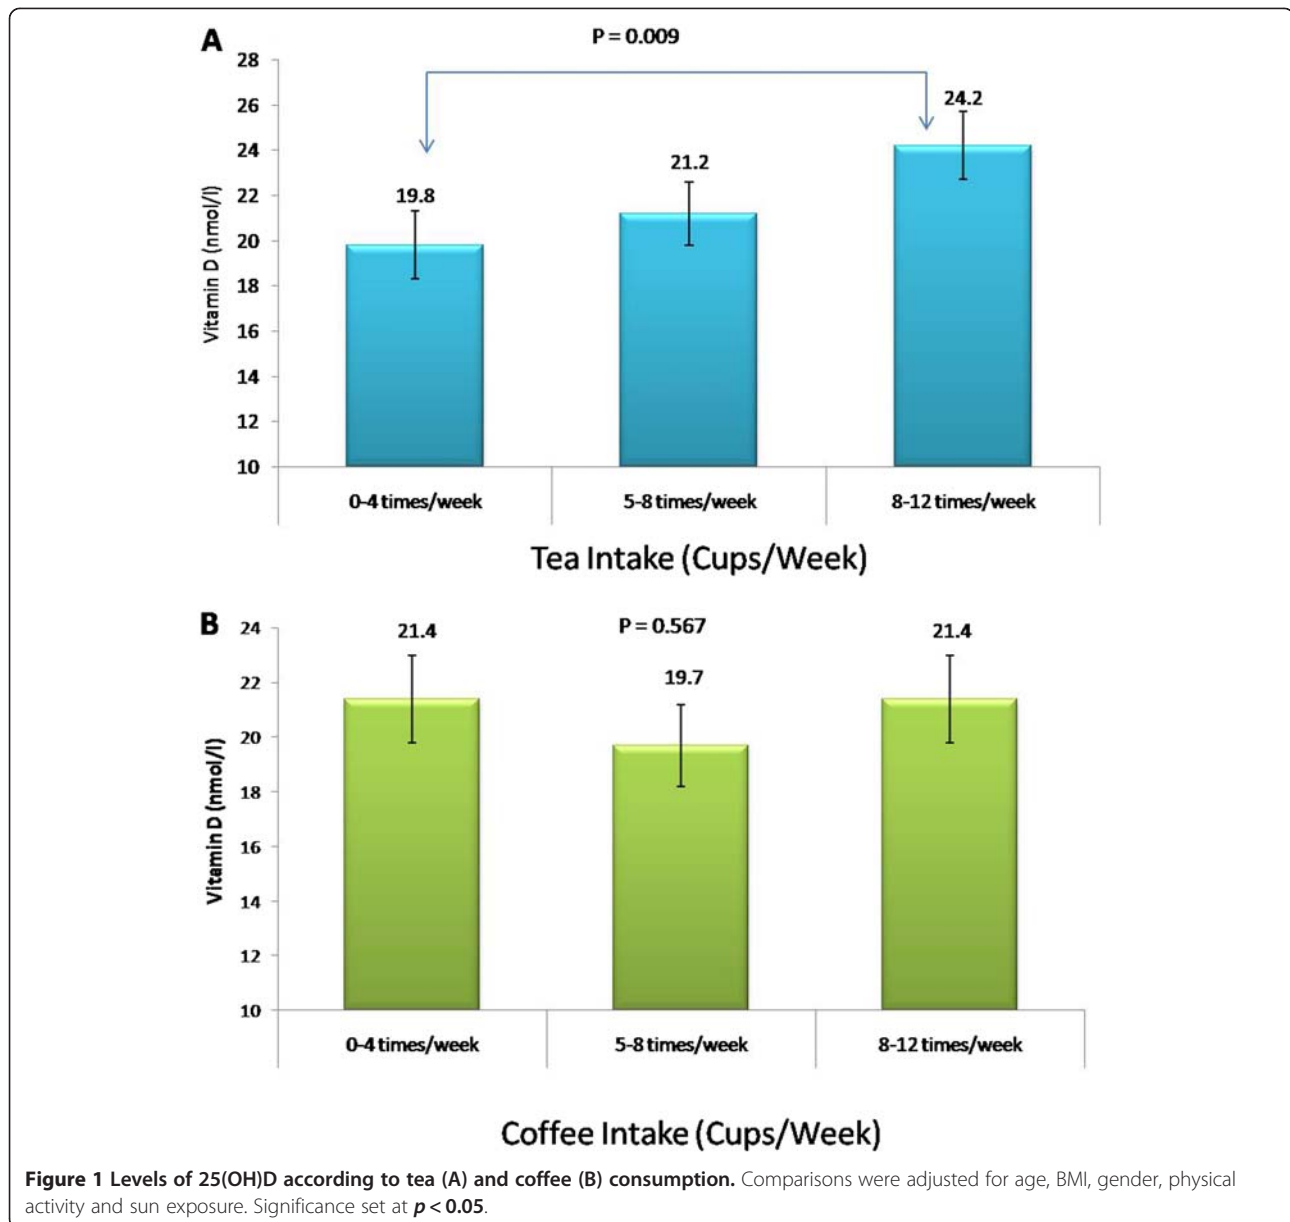 A
P = 0.009
28
26
24
22
20
18
16
14
12
10
Vitamin D (nmol/l)
19.8
21.2
24.2
0-4 times/week
5-8 times/week
8-12 times/week
Tea Intake (Cups/Week)
B
P = 0.567
24
22
20
18
16
14
12
10
Vitamin D (nmol/l)
21.4
19.7
21.4
0-4 times/week
5-8 times/week
8-12 times/week
Coffee Intake (Cups/Week)
Figure 1 Levels of 25(OH)D according to tea (A) and coffee (B) consumption. Comparisons were adjusted for age, BMI, gender, physical
activity and sun exposure. Significance set at p < 0.05.